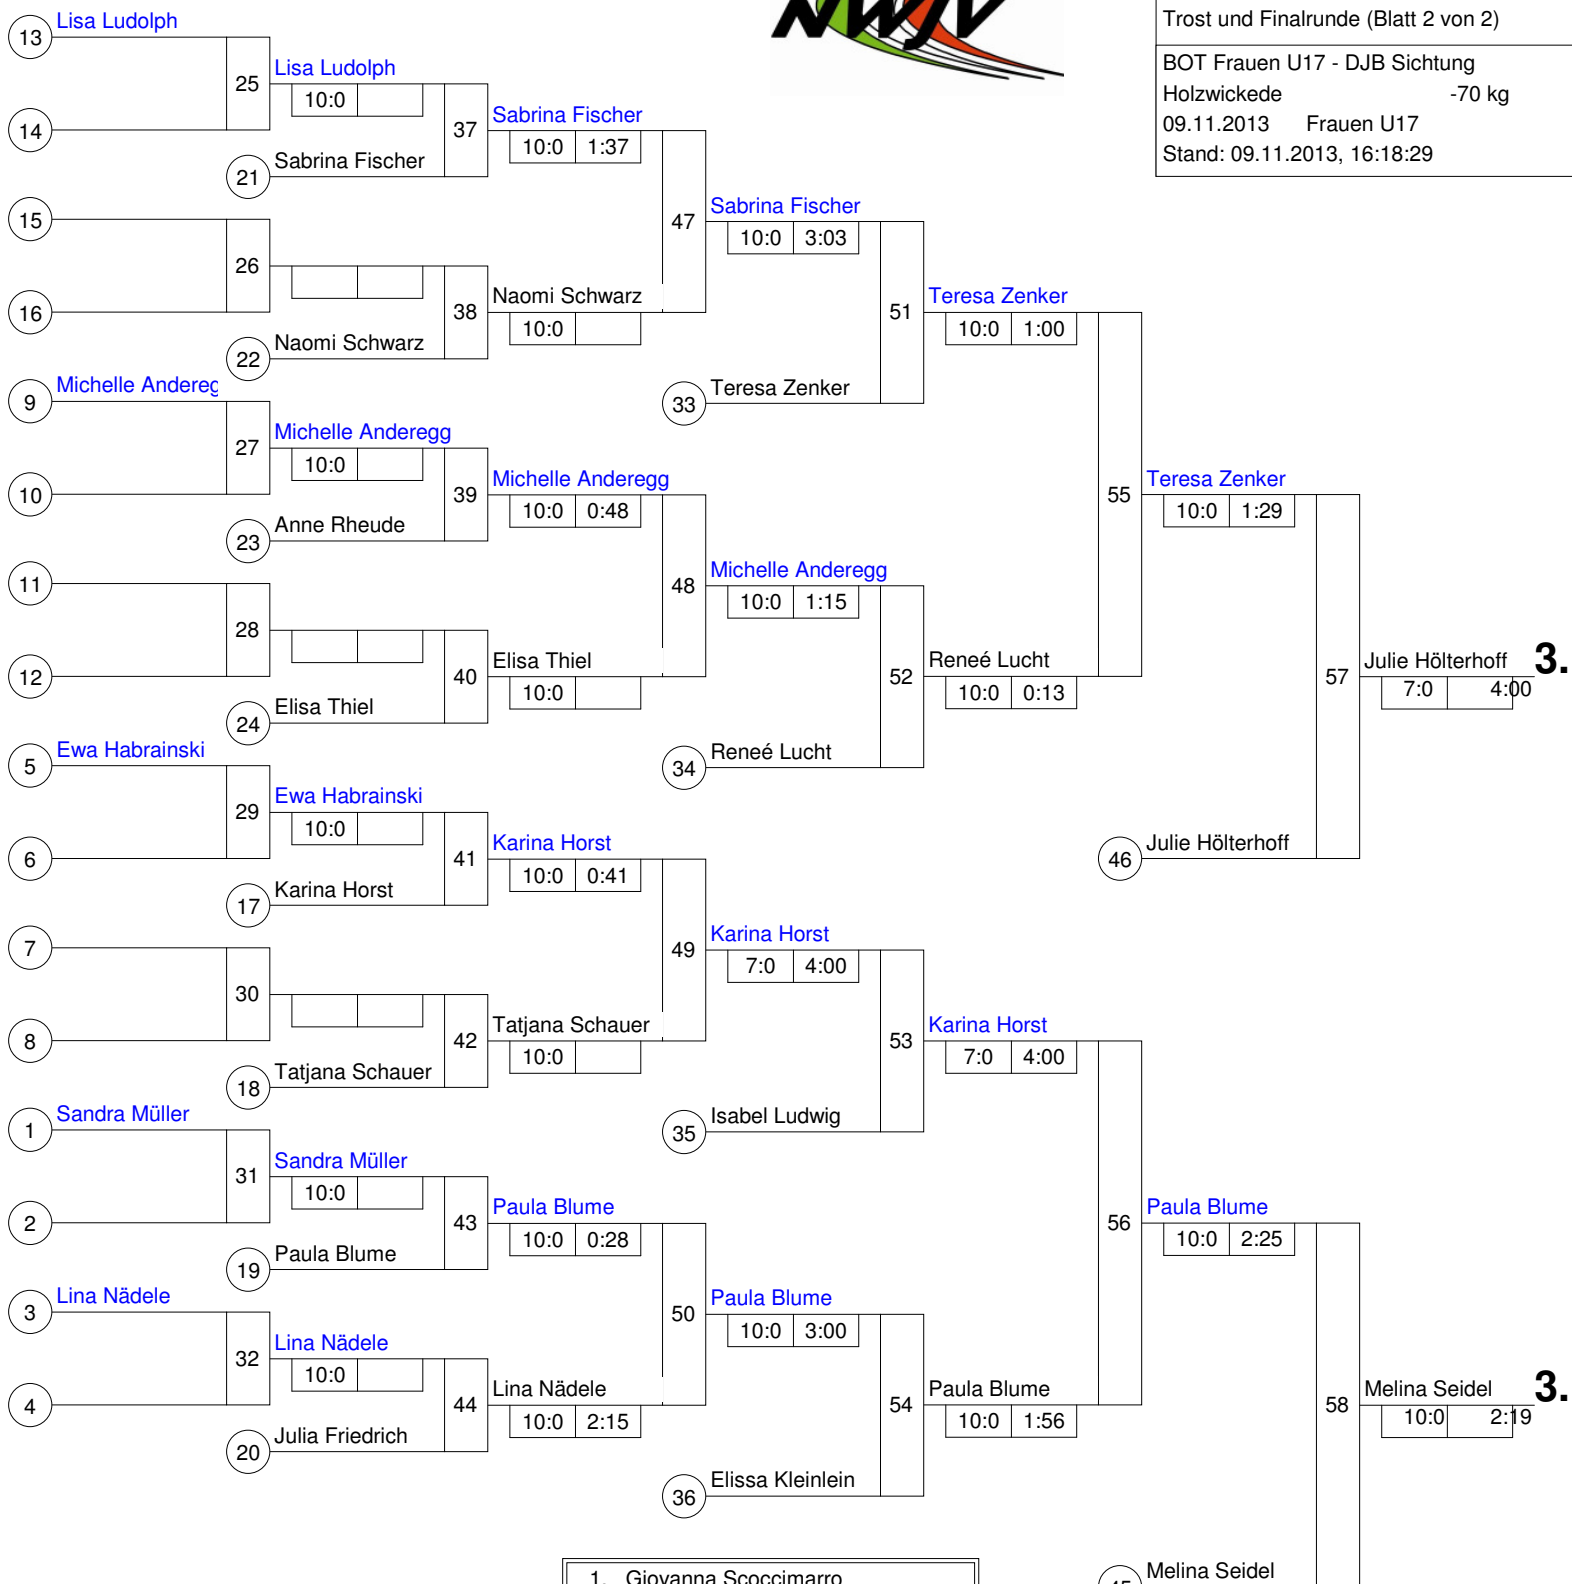 NWJV
Trost und Finalrunde (Blatt 2 von 2)
BOT Frauen U17 - DJB Sichtung
Holzwickede -70 kg
09.11.2013 Frauen U17
Stand: 09.11.2013, 16:18:29
13 Lisa Ludolph
14
25
Lisa Ludolph
10:0
21 Sabrina Fischer
37
Sabrina Fischer
10:0 1:37
15
16
26
22 Naomi Schwarz
38
Naomi Schwarz
10:0
47
Sabrina Fischer
10:0 3:03
33 Teresa Zenker
51
Teresa Zenker
10:0 1:00
9 Michelle Andereg
10
27
Michelle Anderegg
10:0
23 Anne Rheude
39
Michelle Anderegg
10:0 0:48
11
12
28
24 Elisa Thiel
40
Elisa Thiel
10:0
48
Michelle Anderegg
10:0 1:15
34 Reneé Lucht
52
Reneé Lucht
10:0 0:13
55
Teresa Zenker
10:0 1:29
46 Julie Hölterhoff
57
Julie Hölterhoff 3.
7:0 4:00
5 Ewa Habrainski
6
29
Ewa Habrainski
10:0
17 Karina Horst
41
Karina Horst
10:0 0:41
7
8
30
18 Tatjana Schauer
42
Tatjana Schauer
10:0
49
Karina Horst
7:0 4:00
35 Isabel Ludwig
53
Karina Horst
7:0 4:00
1 Sandra Müller
2
31
Sandra Müller
10:0
19 Paula Blume
43
Paula Blume
10:0 0:28
3 Lina Nädele
4
32
Lina Nädele
10:0
20 Julia Friedrich
44
Lina Nädele
10:0 2:15
50
Paula Blume
10:0 3:00
36 Elissa Kleinlein
54
Paula Blume
10:0 1:56
56
Paula Blume
10:0 2:25
45 Melina Seidel
58
Melina Seidel 3.
10:0 2:19
1. Giovanna Scoccimarro